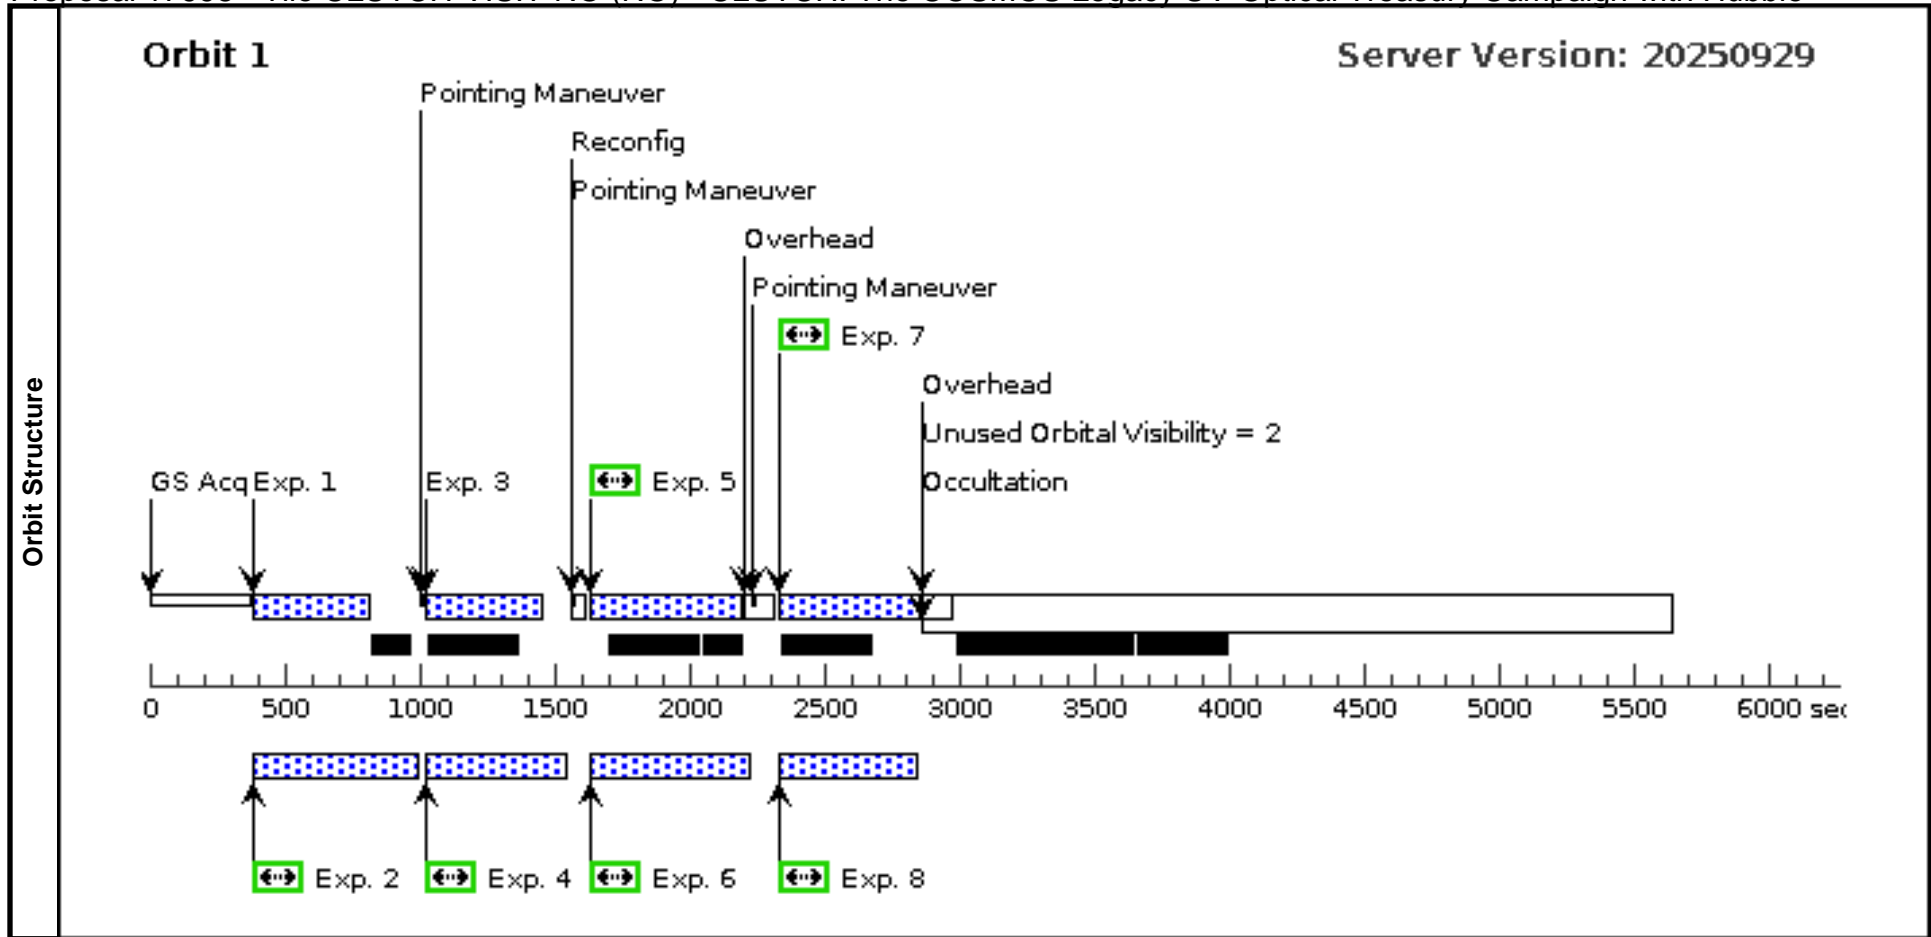 Orbit 1
Server Version: 20250929
Pointing Maneuver
Reconfig
Pointing Maneuver
Overhead
Pointing Maneuver
Exp. 7
Overhead
Unused Orbital Visibility = 2
GS Acq Exp. 1 Exp. 3 Exp. 5 Occultation
Orbit Structure
0 500 1000 1500 2000 2500 3000 3500 4000 4500 5000 5500 6000
Exp. 2 Exp. 4 Exp. 6 Exp. 8